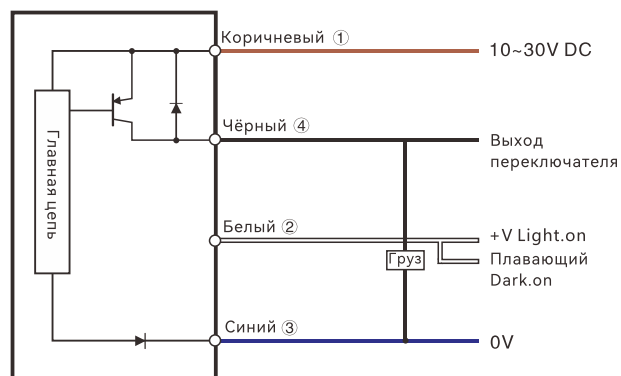 Коричневый ①
10~30V DC
Чёрный ④
Выход
переключателя
Главная цепь
Белый ②
+V Light.on
Груз
Плавающий
Dark.on
Синий ③
0V